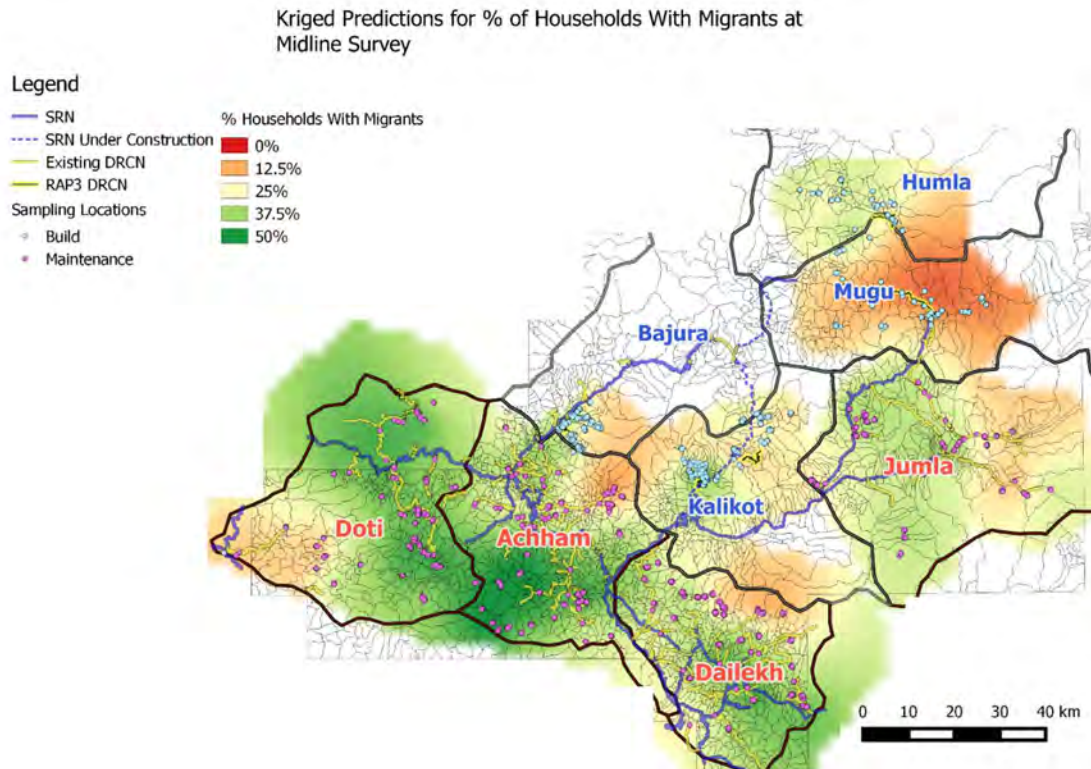 Kriged Predictions for % of Households With Migrants at
Midline Survey
Legend
SRN
SRN Under Construction
Existing DRCN
RAP3 DRCN
Sampling Locations
Build
Maintenance
% Households With Migrants
0%
12.5%
25%
37.5%
50%
Humla
Mugu
Bajura
Jumla
Kalikot
Doti
Achham
Dailekh
0 10 20 30 40 km